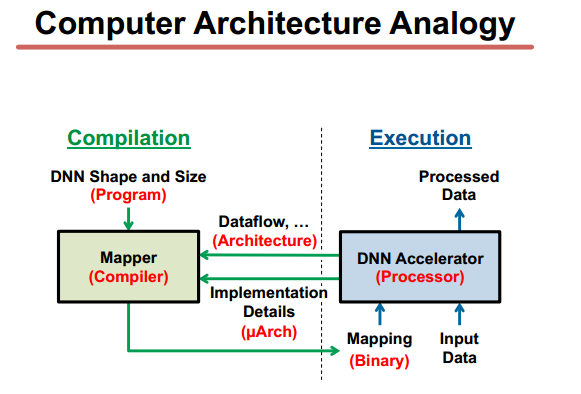 Computer Architecture Analogy
Compilation
Execution
DNN Shape and Size
(Program)
Processed
Data
Dataflow, …
(Architecture)
Mapper
(Compiler)
DNN Accelerator
(Processor)
Implementation
Details
(µArch)
Mapping
(Binary)
Input
Data